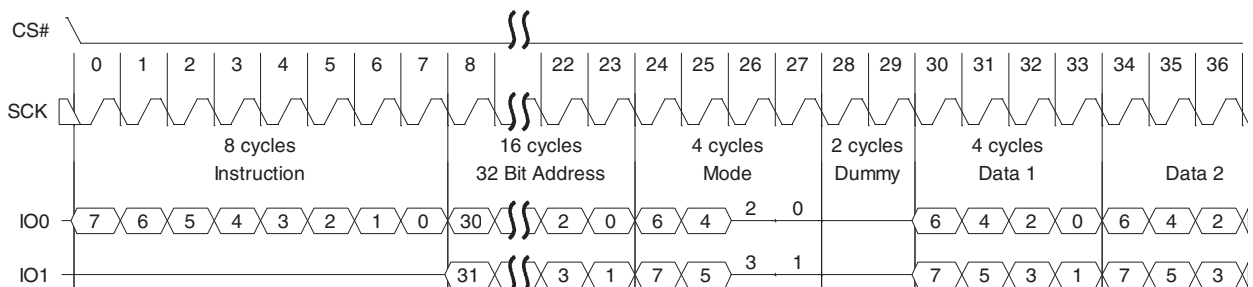 CS#
0 1 2 3 4 5 6 7 8 22 23 24 25 26 27 28 29 30 31 32 33 34 35 36
SCK
8 cycles 16 cycles 4 cycles 2 cycles 4 cycles
Instruction 32 Bit Address Mode Dummy Data 1 Data 2
IO0 7 6 5 4 3 2 1 0 30 2 0 6 4 2 0 6 4 2 0 6 4 2
IO1 31 3 1 7 5 3 1 7 5 3 1 7 5 3